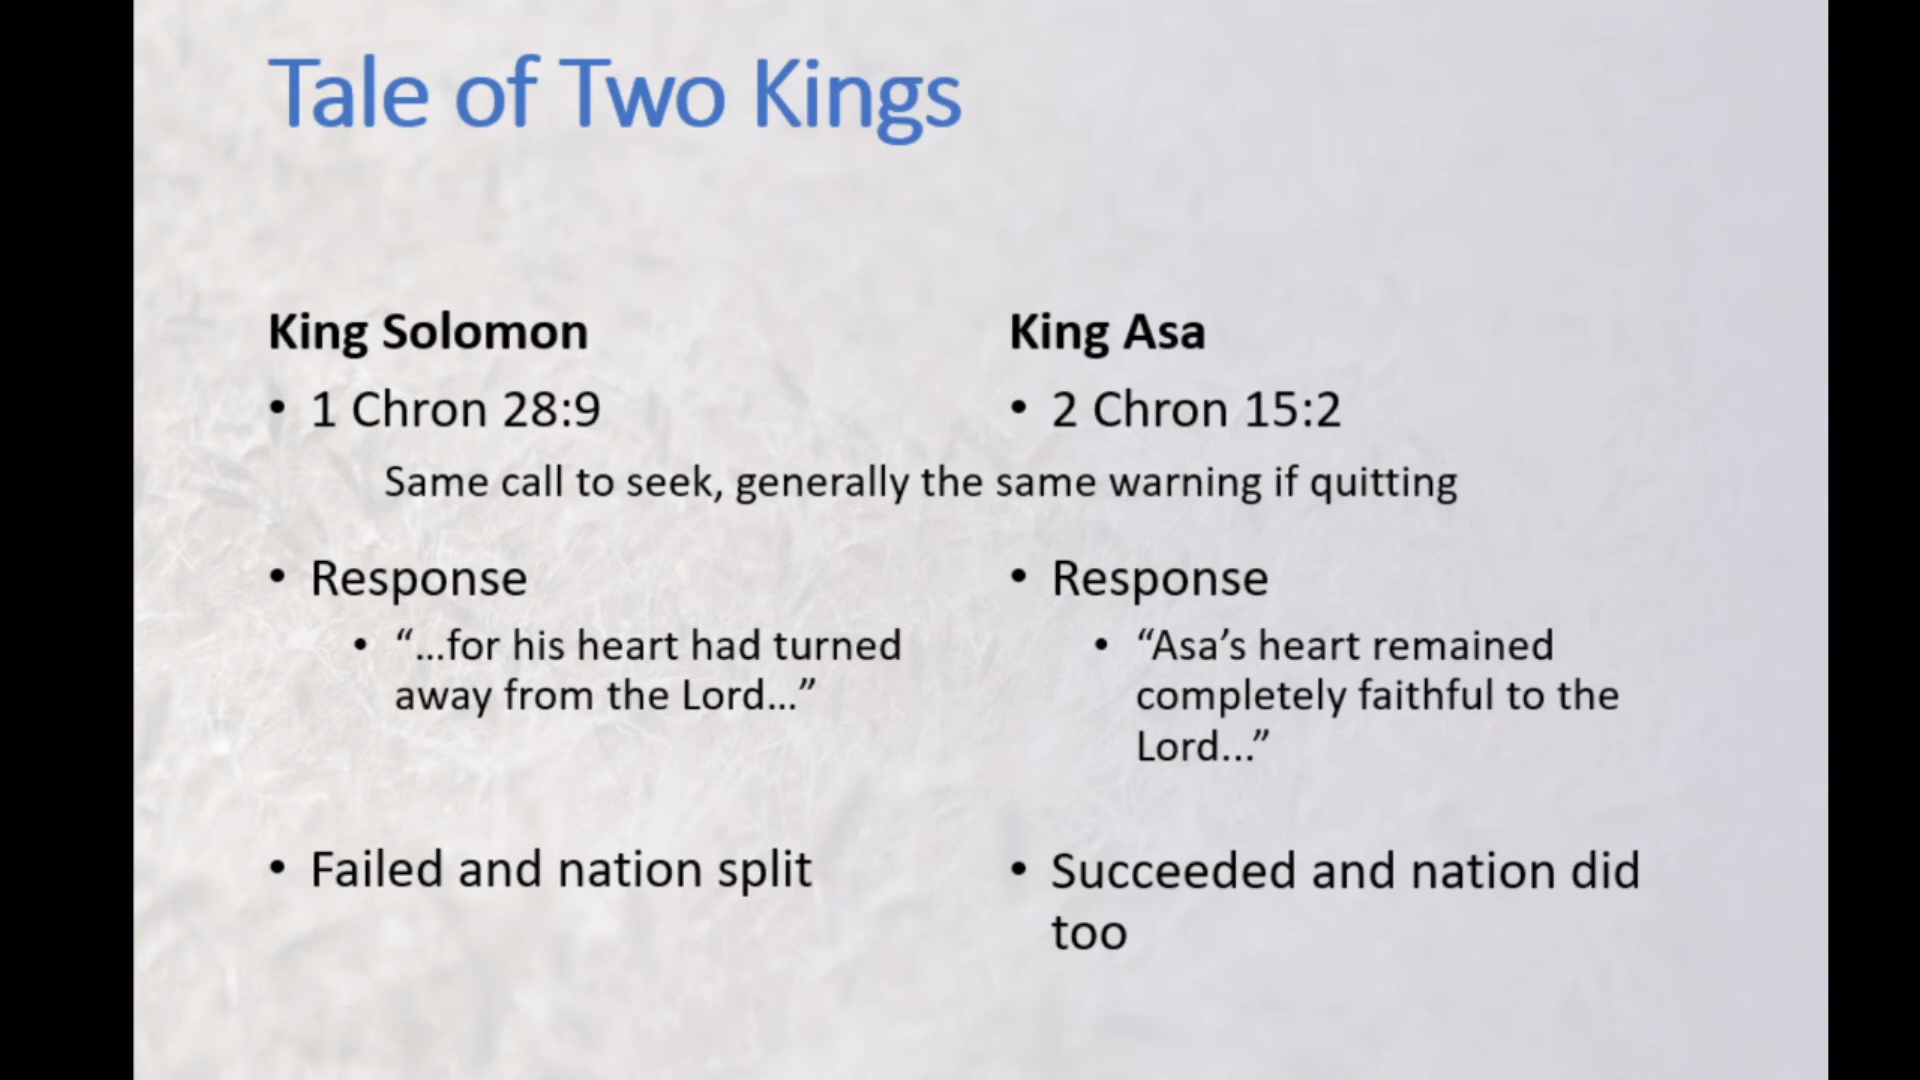 Tale of Two Kings
King Solomon
• 1 Chron 28:9
King Asa
• 2 Chron 15:2
Same call to seek, generally the same warning if quitting
• Response
• “...for his heart had turned
away from the Lord...”
• Failed and nation split
• Response
• “Asa’s heart remained
completely faithful to the
Lord...”
• Succeeded and nation did
too